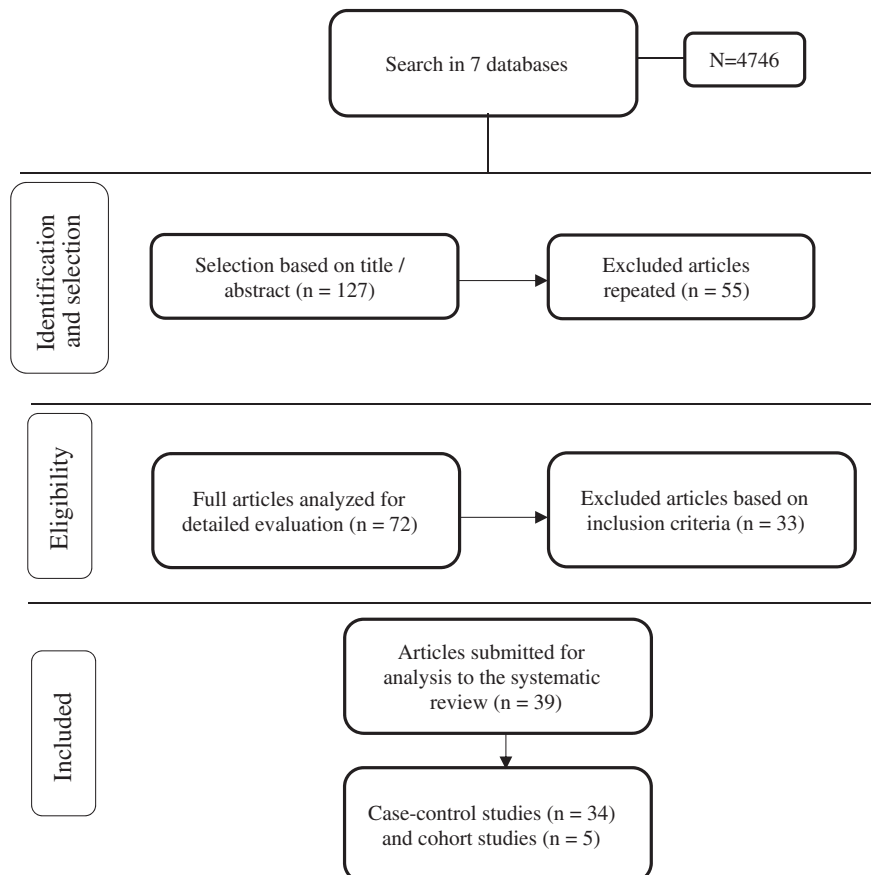 Search in 7 databases
N=4746
Identification
and selection
Selection based on title /
abstract (n = 127)
Excluded articles
repeated (n = 55)
Eligibility
Full articles analyzed for
detailed evaluation (n = 72)
Excluded articles based on
inclusion criteria (n = 33)
Included
Articles submitted for
analysis to the systematic
review (n = 39)
Case-control studies (n = 34)
and cohort studies (n = 5)